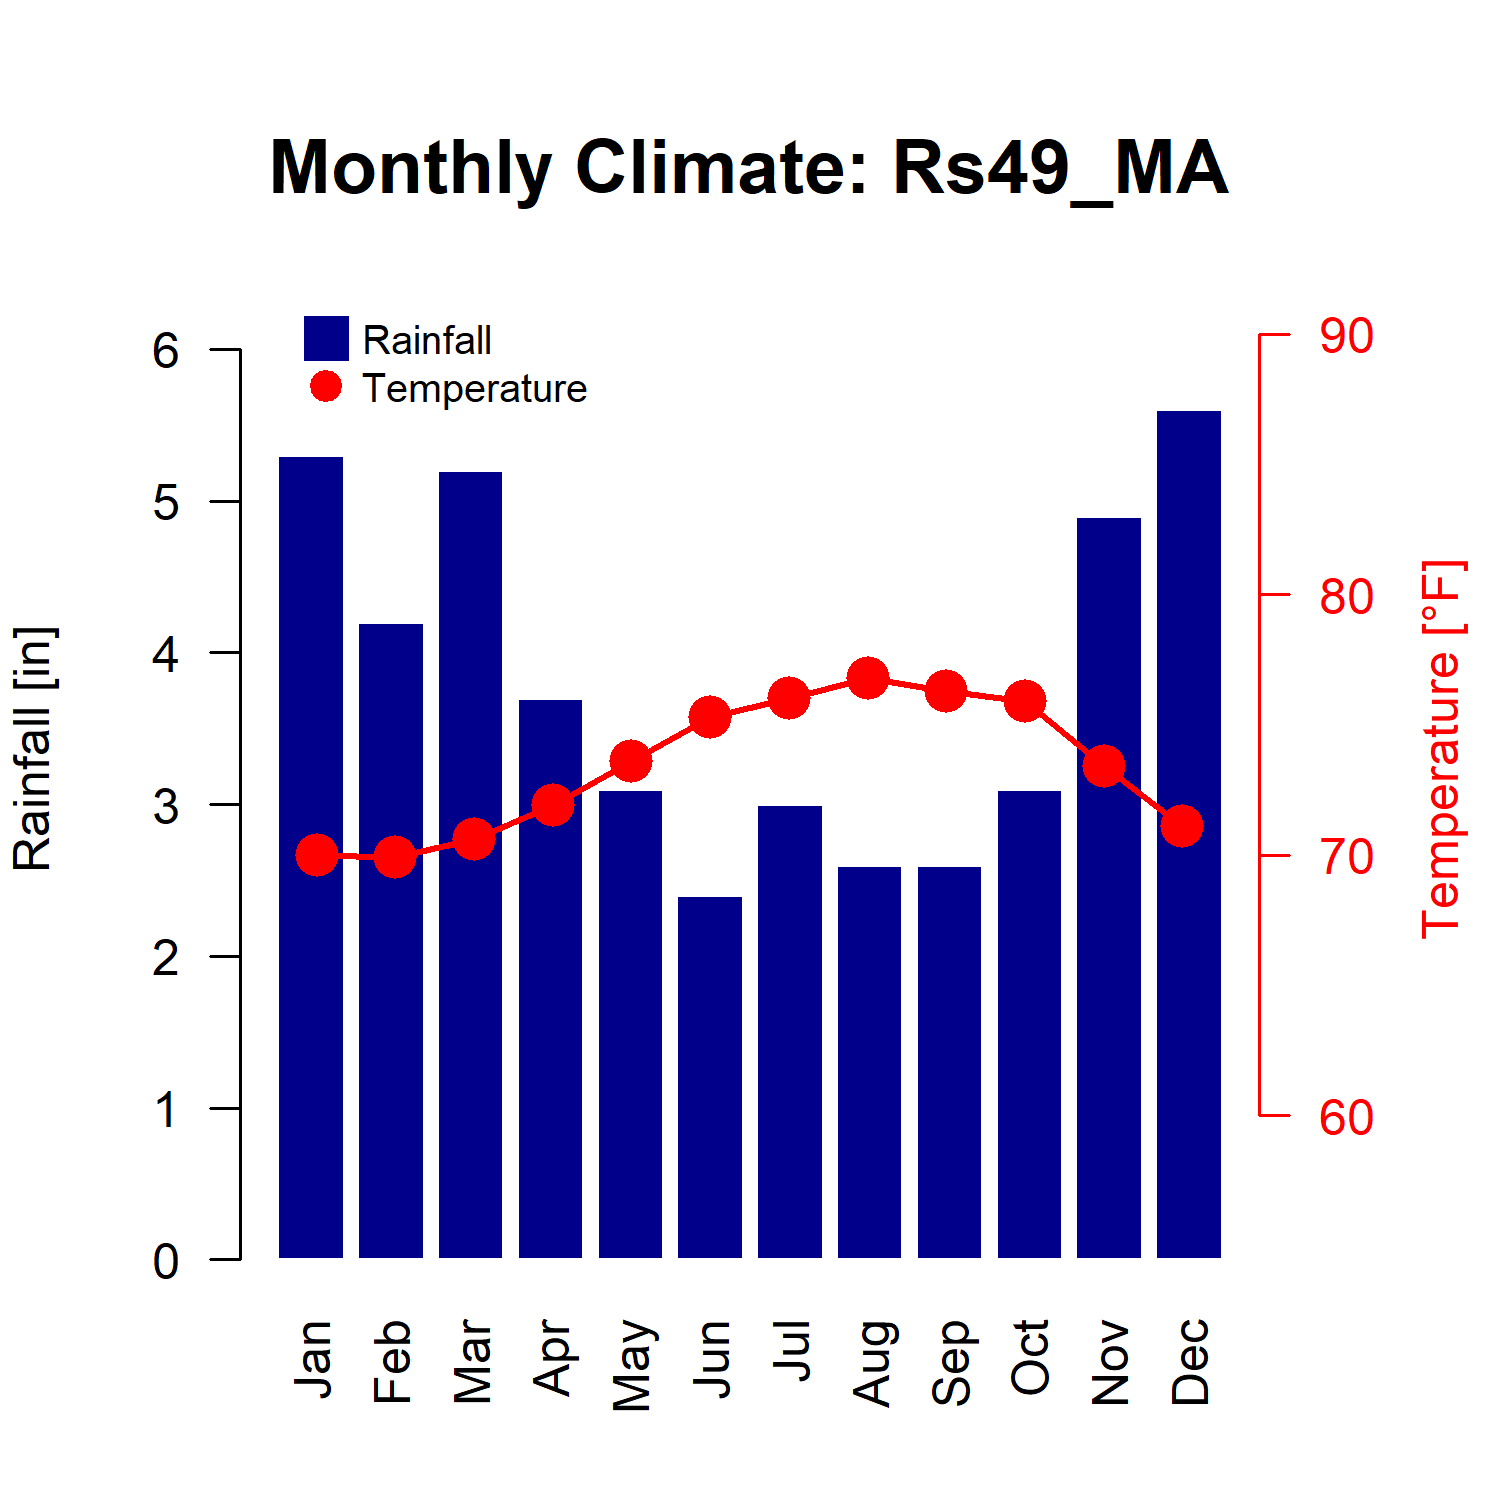 Monthly Climate: Rs49_MA
Rainfall
Temperature
6
5
4
3
2
1
0
Rainfall [in]
90
80
70
60
Temperature [°F]
Jan
Feb
Mar
Apr
May
Jun
Jul
Aug
Sep
Oct
Nov
Dec